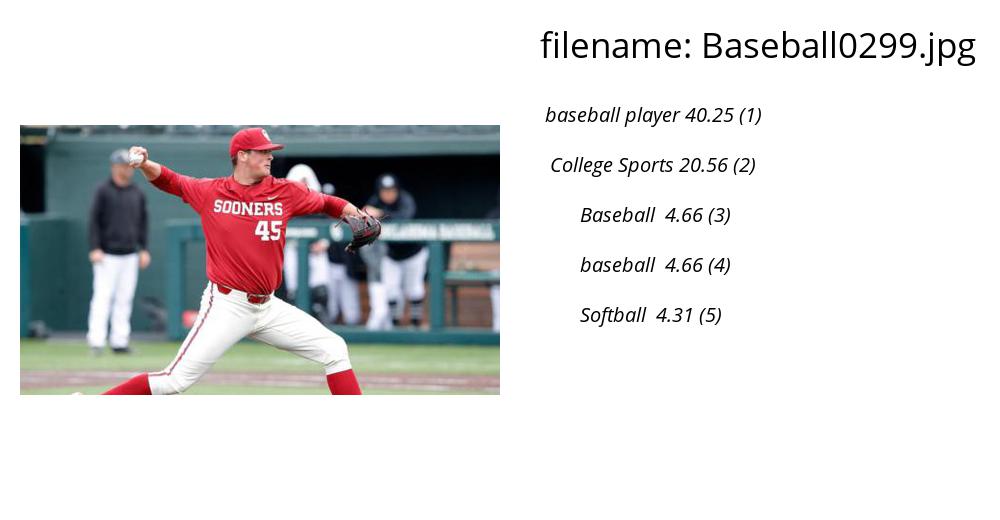 filename: Baseball0299.jpg
baseball player 40.25 (1)
College Sports 20.56 (2)
Baseball 4.66 (3)
baseball 4.66 (4)
Softball 4.31 (5)
SOONERS
45
BASEBALL